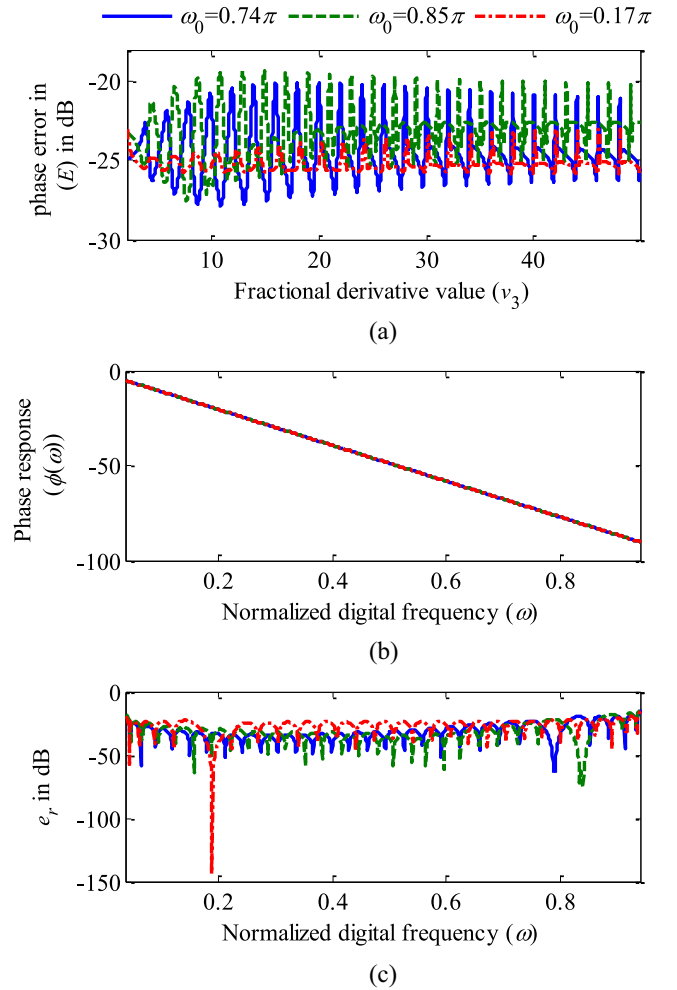 ω0=0.74π ω0=0.85π ω0=0.17π
-20
-25
-30
phase error in
(E) in dB
10 20 30 40
Fractional derivative value (v3)
(a)
0
-50
-100
Phase response
(ϕ(ω))
0.2 0.4 0.6 0.8
Normalized digital frequency (ω)
(b)
0
-50
-100
-150
er in dB
0.2 0.4 0.6 0.8
Normalized digital frequency (ω)
(c)